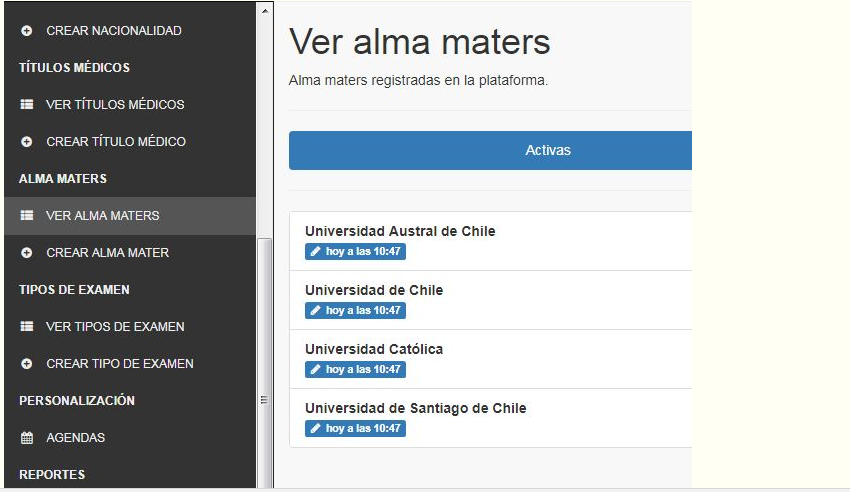 CREAR NACIONALIDAD
TÍTULOS MÉDICOS
VER TÍTULOS MÉDICOS
CREAR TÍTULO MÉDICO
ALMA MATERS
VER ALMA MATERS
CREAR ALMA MATER
TIPOS DE EXAMEN
VER TIPOS DE EXAMEN
CREAR TIPO DE EXAMEN
PERSONALIZACIÓN
AGENDAS
REPORTES
Ver alma maters
Alma maters registradas en la plataforma.
Activas
Universidad Austral de Chile
hoy a las 10:47
Universidad de Chile
hoy a las 10:47
Universidad Católica
hoy a las 10:47
Universidad de Santiago de Chile
hoy a las 10:47